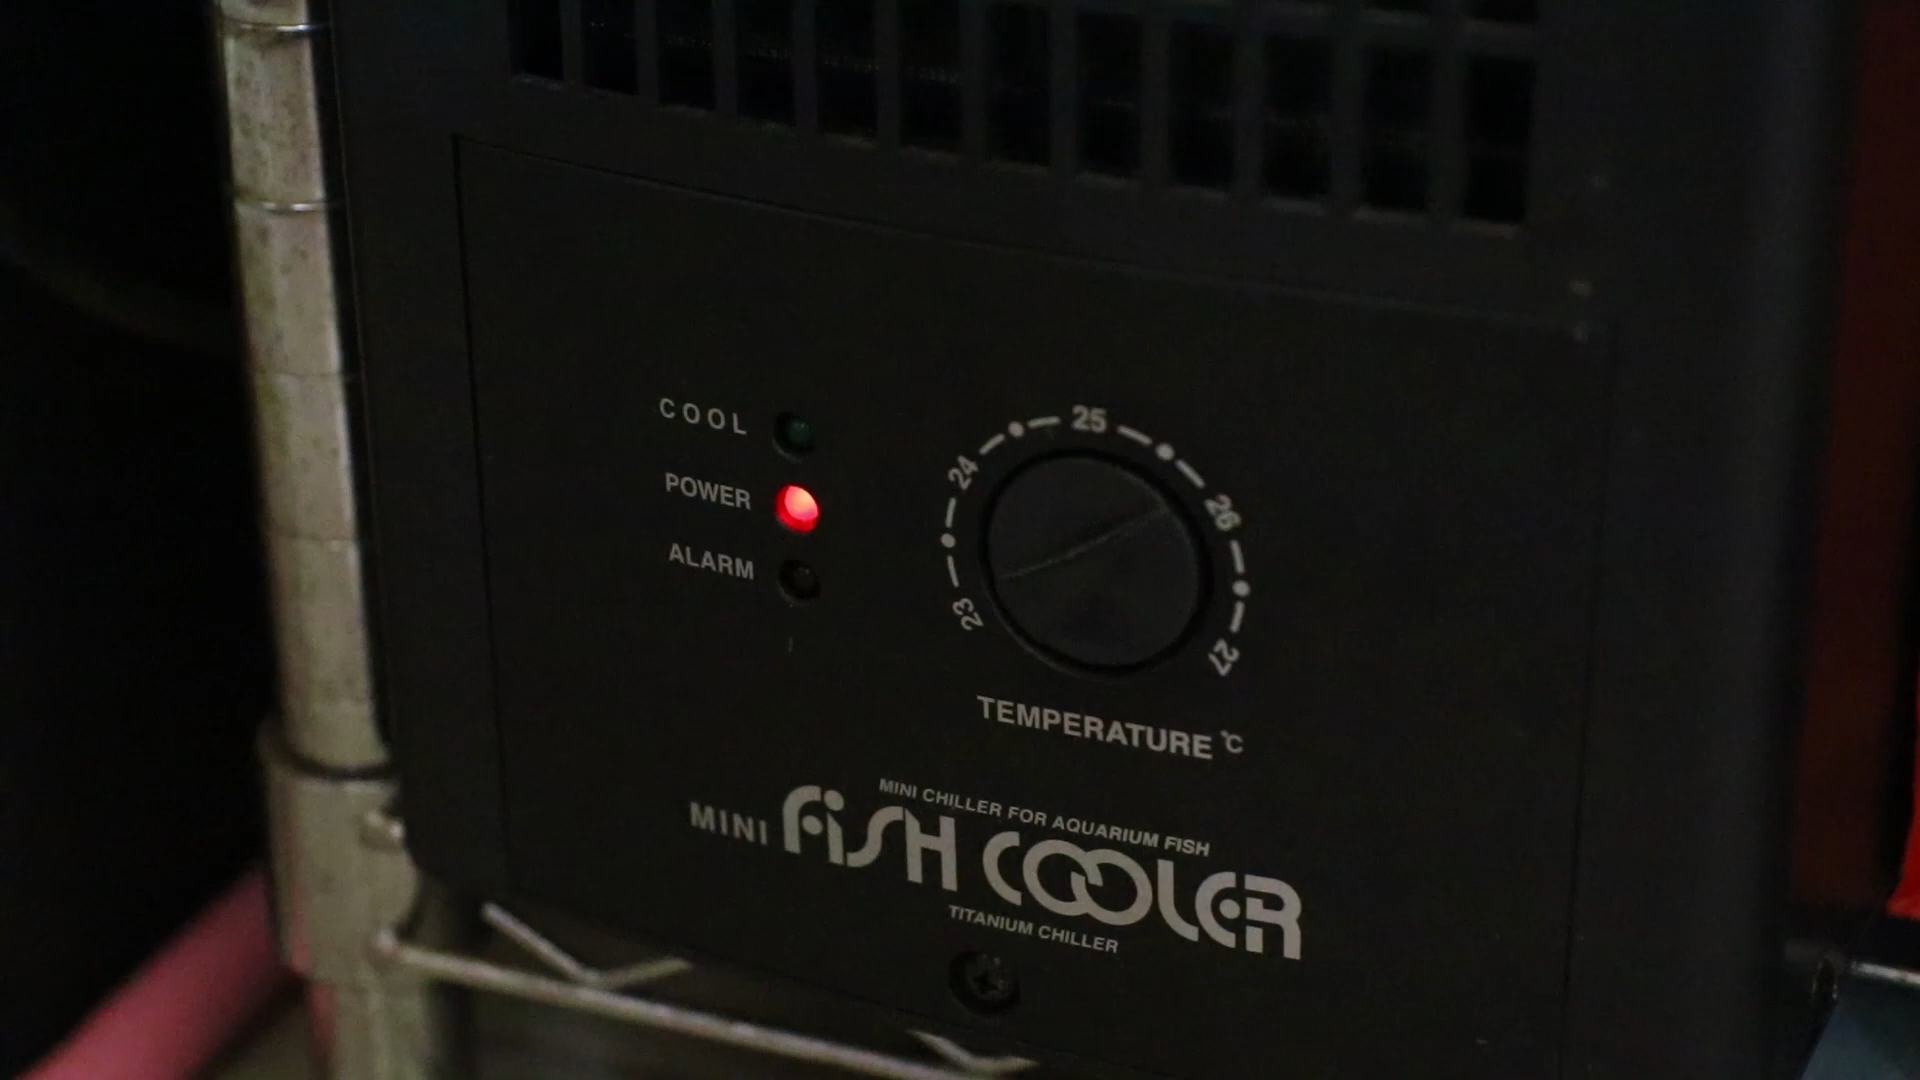 COOL
POWER
ALARM
23 24 25 26 27
TEMPERATURE °C
MINI CHILLER FOR AQUARIUM FISH
MINI FISH COOLER
TITANIUM CHILLER